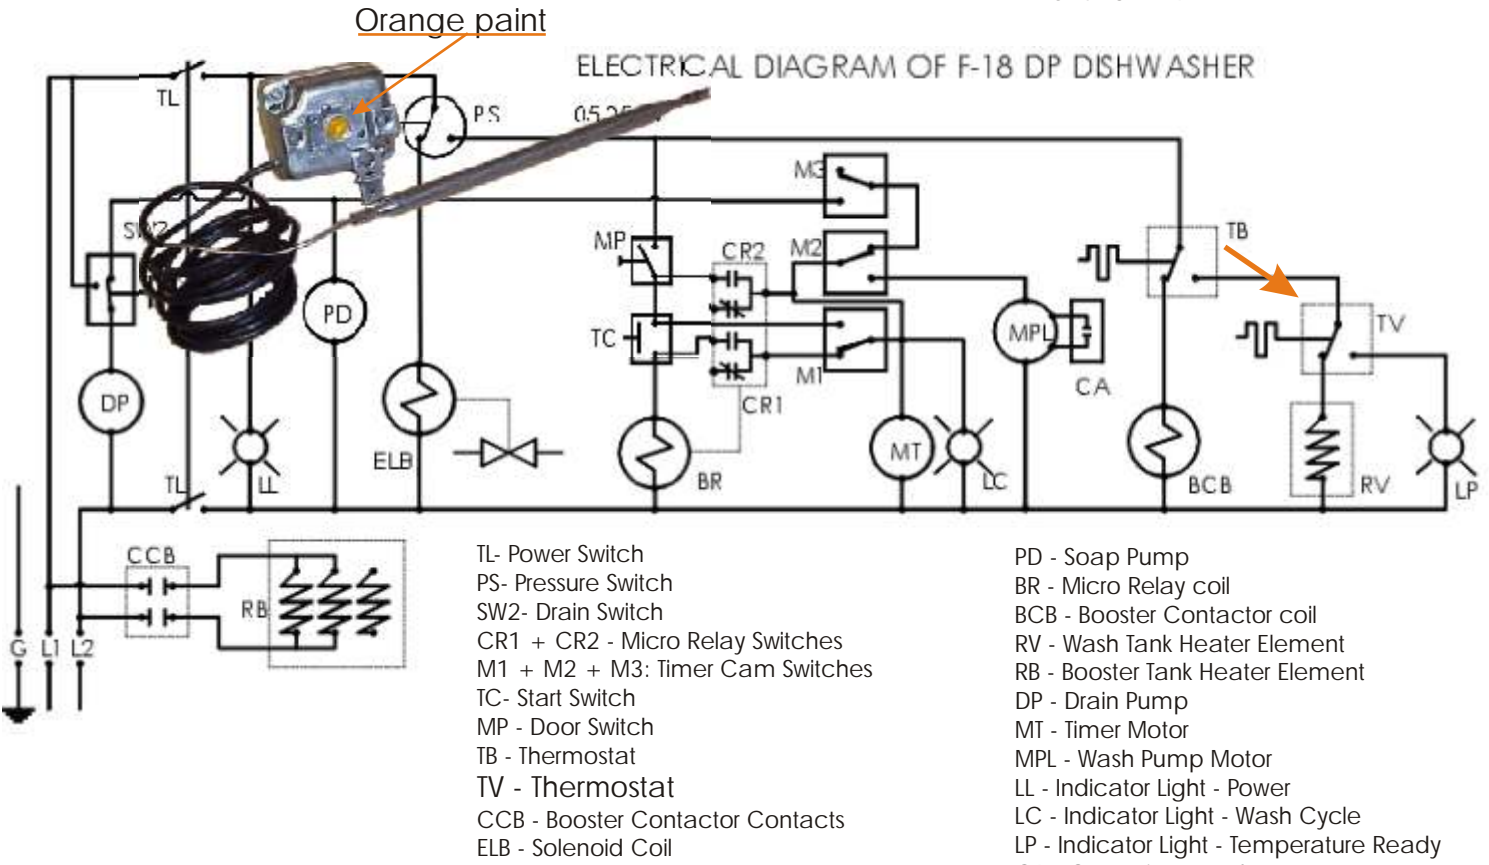 Orange paint
ELECTRICAL DIAGRAM OF F-18 DP DISHWASHER
TL
PS
M3
MP
CR2
M2
TB
PD
TC
MPL
TV
M1
CA
DP
CR1
ELB
MT
TL
LL
BR
LC
BCB
RV
LP
CCB
RB
G L1 L2
TL- Power Switch
PS- Pressure Switch
SW2- Drain Switch
CR1 + CR2 - Micro Relay Switches
M1 + M2 + M3: Timer Cam Switches
TC- Start Switch
MP - Door Switch
TB - Thermostat
TV - Thermostat
CCB - Booster Contactor Contacts
ELB - Solenoid Coil
PD - Soap Pump
BR - Micro Relay coil
BCB - Booster Contactor coil
RV - Wash Tank Heater Element
RB - Booster Tank Heater Element
DP - Drain Pump
MT - Timer Motor
MPL - Wash Pump Motor
LL - Indicator Light - Power
LC - Indicator Light - Wash Cycle
LP - Indicator Light - Temperature Ready